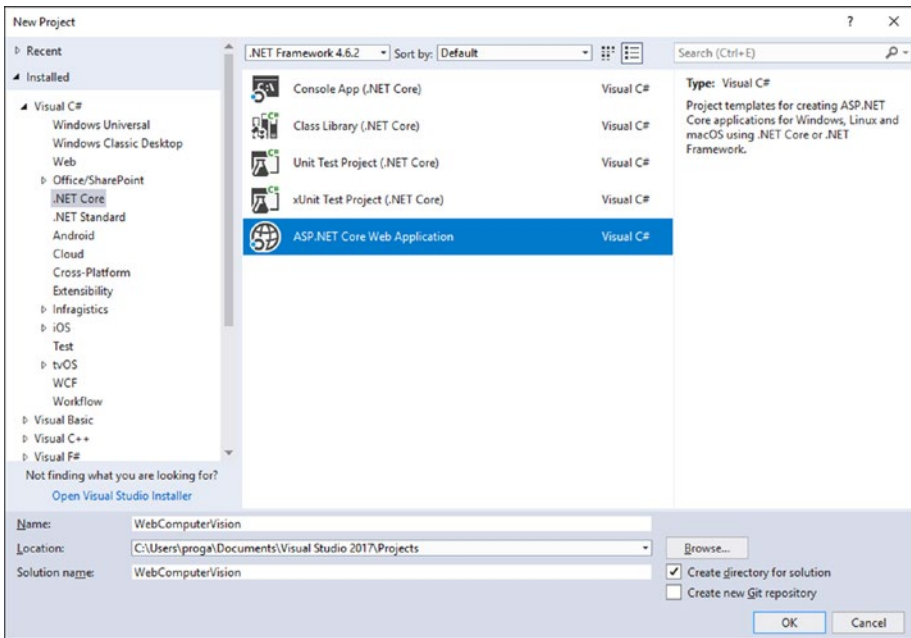 New Project
?
Recent
Installed
Visual C#
Windows Universal
Windows Classic Desktop
Web
Office/SharePoint
.NET Core
.NET Standard
Android
Cloud
Cross-Platform
Extensibility
Infragistics
iOS
Test
tvOS
WCF
Workflow
Visual Basic
Visual C++
Visual F#
Not finding what you are looking for?
Open Visual Studio Installer
.NET Framework 4.6.2 Sort by: Default
Console App (.NET Core) Visual C#
Class Library (.NET Core) Visual C#
Unit Test Project (.NET Core) Visual C#
xUnit Test Project (.NET Core) Visual C#
ASP.NET Core Web Application Visual C#
Search (Ctrl+E)
Type: Visual C#
Project templates for creating ASP.NET
Core applications for Windows, Linux and
macOS using .NET Core or .NET
Framework.
Name: WebComputerVision
Location: C:\Users\proga\Documents\Visual Studio 2017\Projects
Browse...
Solution name: WebComputerVision
Create directory for solution
Create new Git repository
OK Cancel